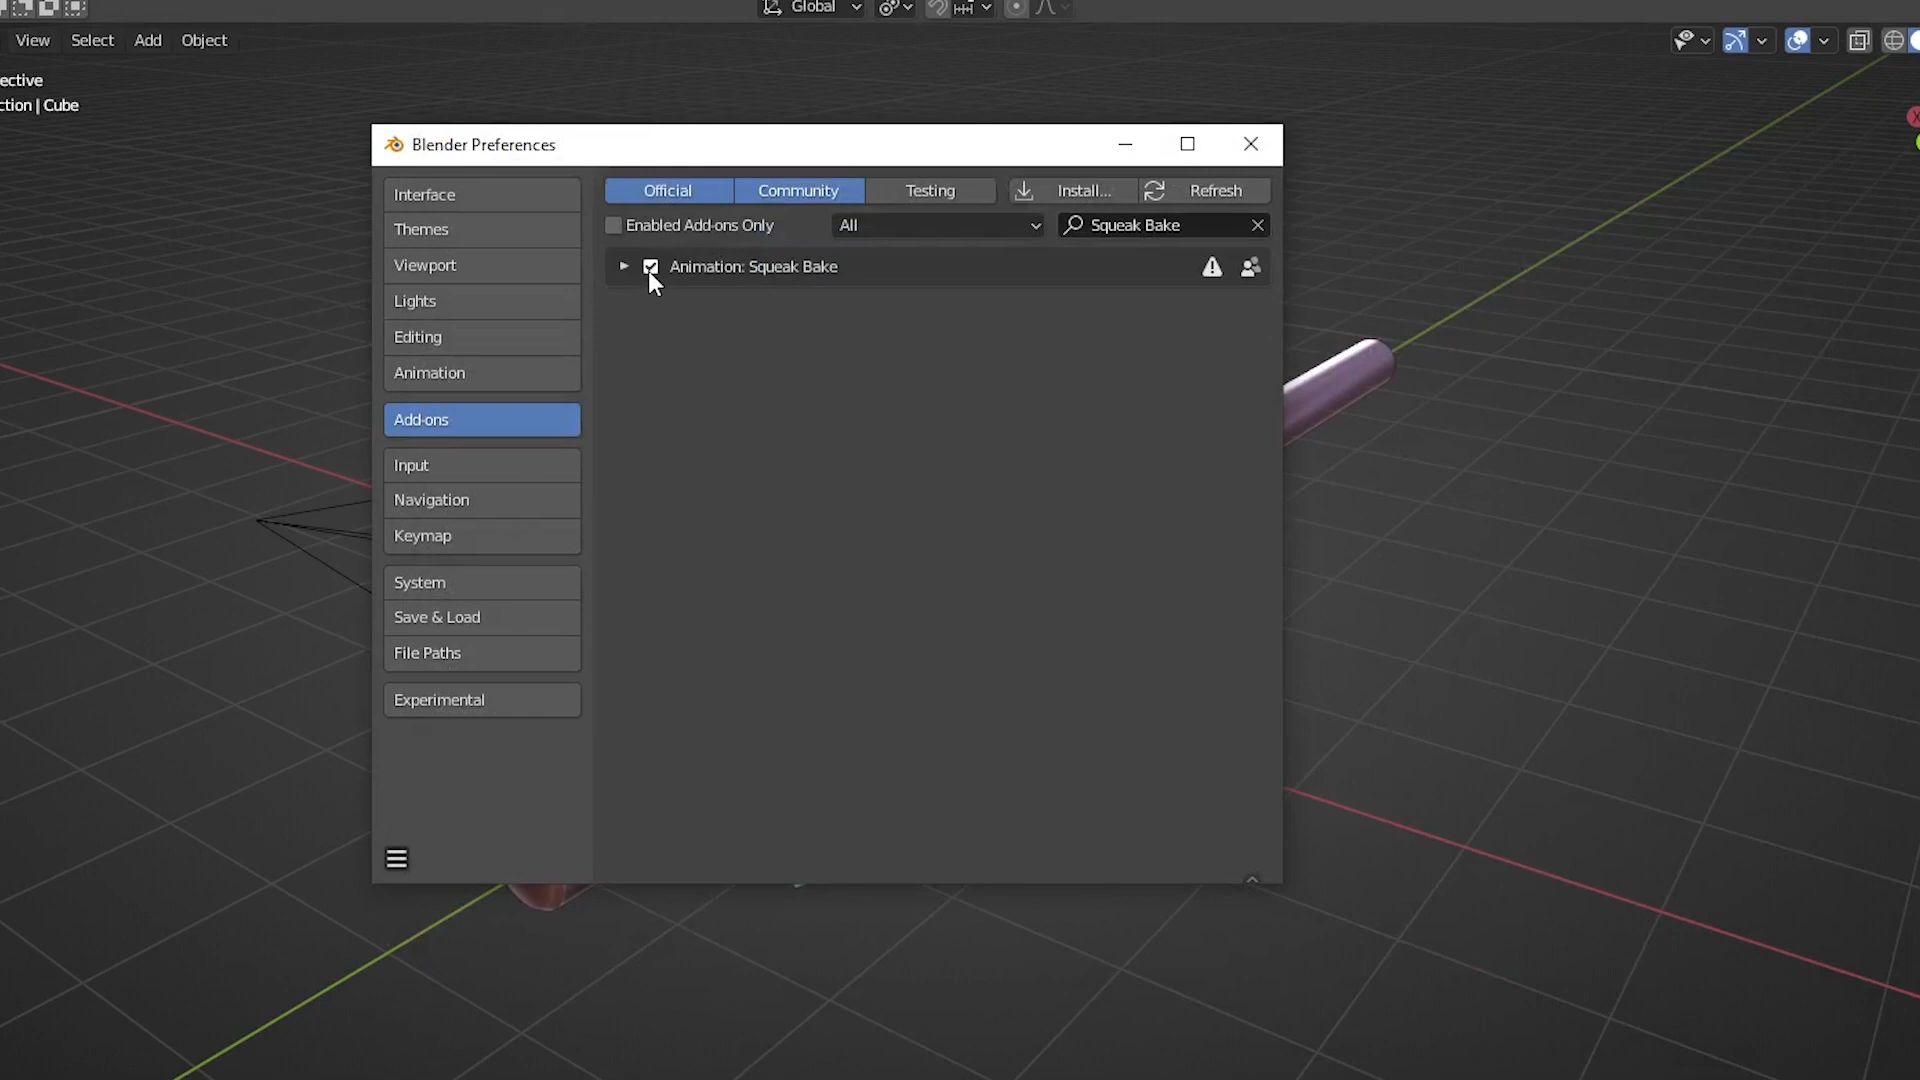 Global
View Select Add Object
ective
ction | Cube
Blender Preferences
Interface
Themes
Viewport
Lights
Editing
Animation
Add-ons
Input
Navigation
Keymap
System
Save & Load
File Paths
Experimental
Official Community Testing Install... Refresh
Enabled Add-ons Only All Squeak Bake
Animation: Squeak Bake
X